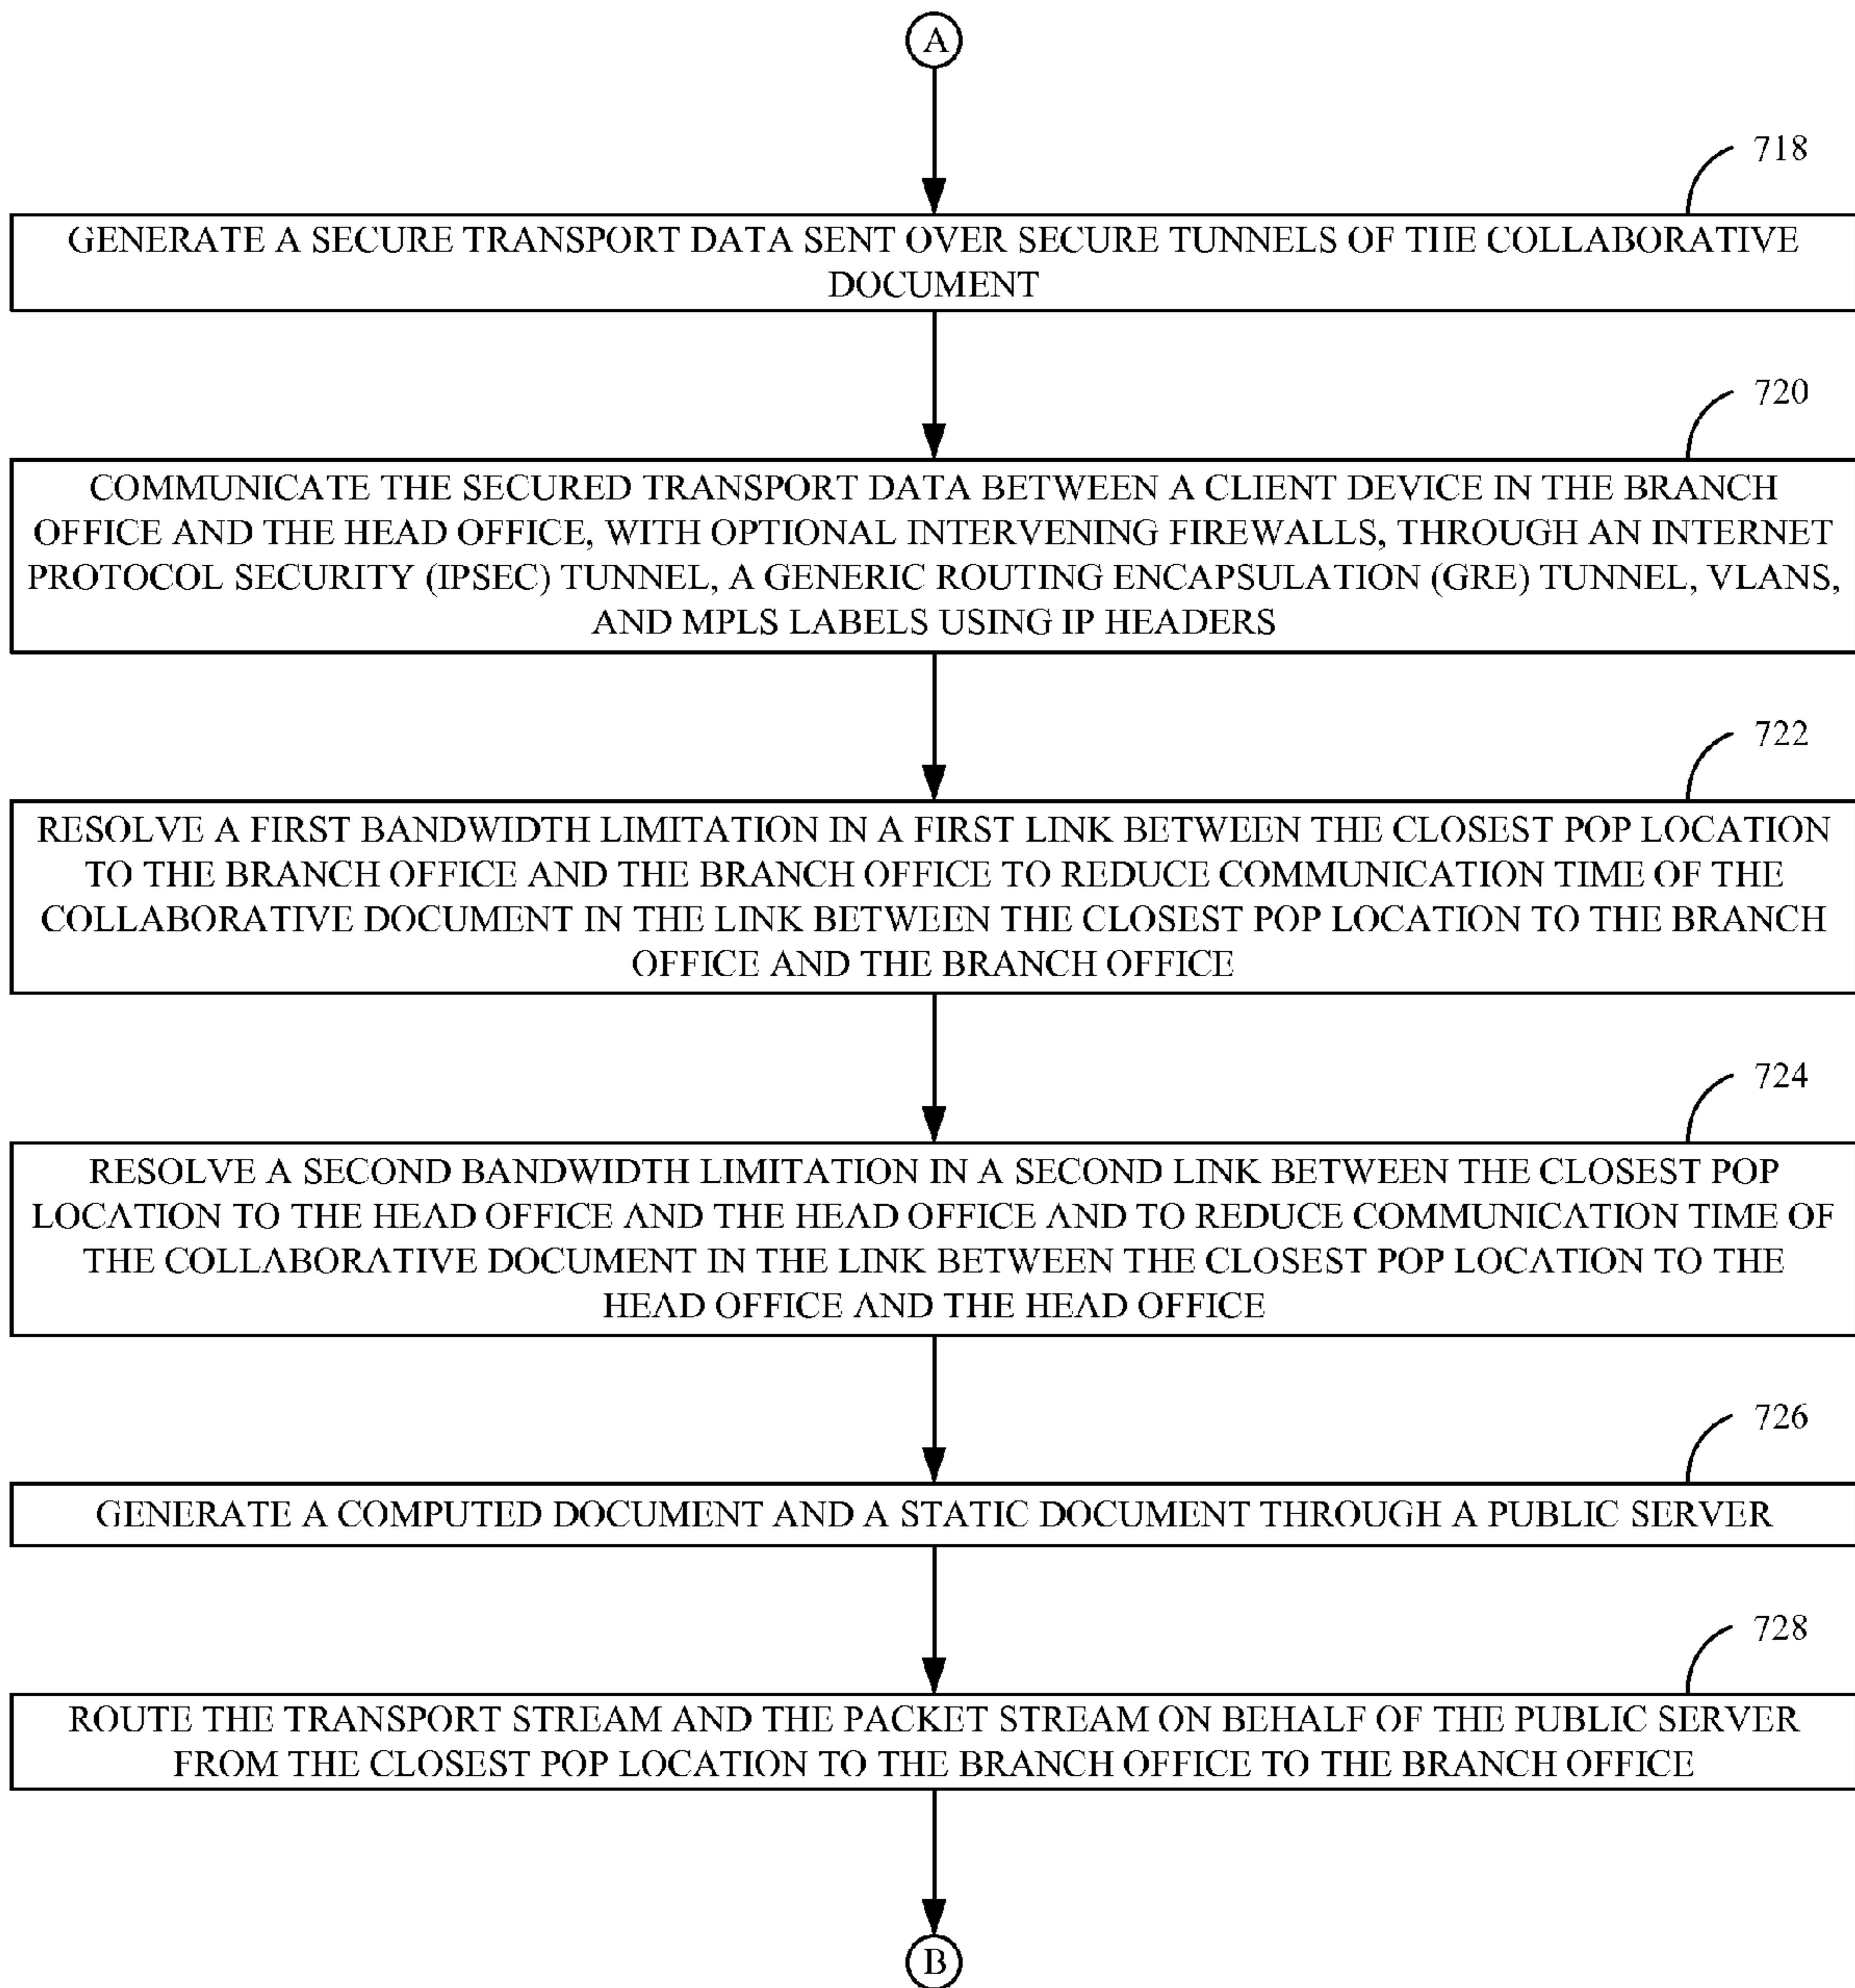 A
718
GENERATE A SECURE TRANSPORT DATA SENT OVER SECURE TUNNELS OF THE COLLABORATIVE
DOCUMENT
720
COMMUNICATE THE SECURED TRANSPORT DATA BETWEEN A CLIENT DEVICE IN THE BRANCH
OFFICE AND THE HEAD OFFICE, WITH OPTIONAL INTERVENING FIREWALLS, THROUGH AN INTERNET
PROTOCOL SECURITY (IPSEC) TUNNEL, A GENERIC ROUTING ENCAPSULATION (GRE) TUNNEL, VLANS,
AND MPLS LABELS USING IP HEADERS
722
RESOLVE A FIRST BANDWIDTH LIMITATION IN A FIRST LINK BETWEEN THE CLOSEST POP LOCATION
TO THE BRANCH OFFICE AND THE BRANCH OFFICE TO REDUCE COMMUNICATION TIME OF THE
COLLABORATIVE DOCUMENT IN THE LINK BETWEEN THE CLOSEST POP LOCATION TO THE BRANCH
OFFICE AND THE BRANCH OFFICE
724
RESOLVE A SECOND BANDWIDTH LIMITATION IN A SECOND LINK BETWEEN THE CLOSEST POP
LOCATION TO THE HEAD OFFICE AND THE HEAD OFFICE AND TO REDUCE COMMUNICATION TIME OF
THE COLLABORATIVE DOCUMENT IN THE LINK BETWEEN THE CLOSEST POP LOCATION TO THE
HEAD OFFICE AND THE HEAD OFFICE
726
GENERATE A COMPUTED DOCUMENT AND A STATIC DOCUMENT THROUGH A PUBLIC SERVER
728
ROUTE THE TRANSPORT STREAM AND THE PACKET STREAM ON BEHALF OF THE PUBLIC SERVER
FROM THE CLOSEST POP LOCATION TO THE BRANCH OFFICE TO THE BRANCH OFFICE
B